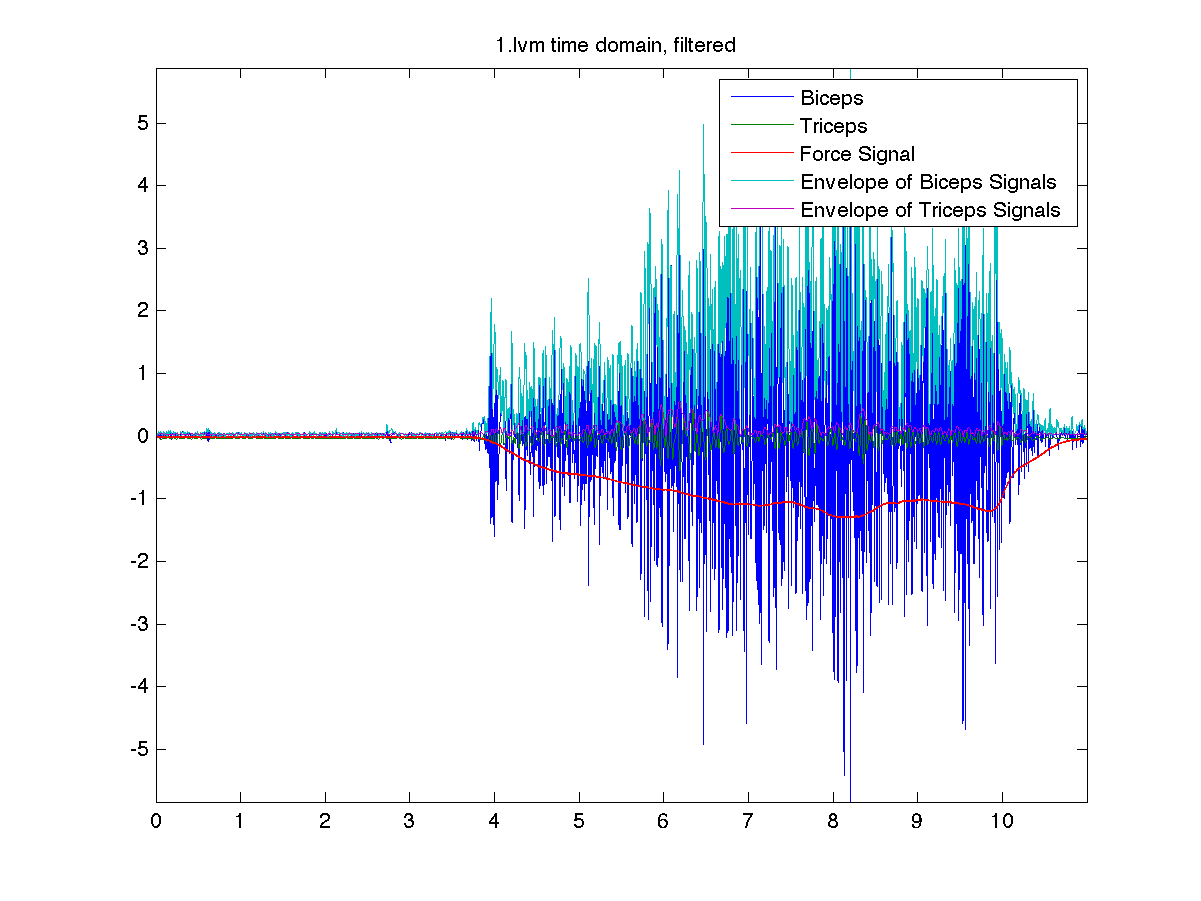 1.lvm time domain, filtered
Biceps
Triceps
Force Signal
Envelope of Biceps Signals
Envelope of Triceps Signals
5
4
3
2
1
0
-1
-2
-3
-4
-5
0 1 2 3 4 5 6 7 8 9 10